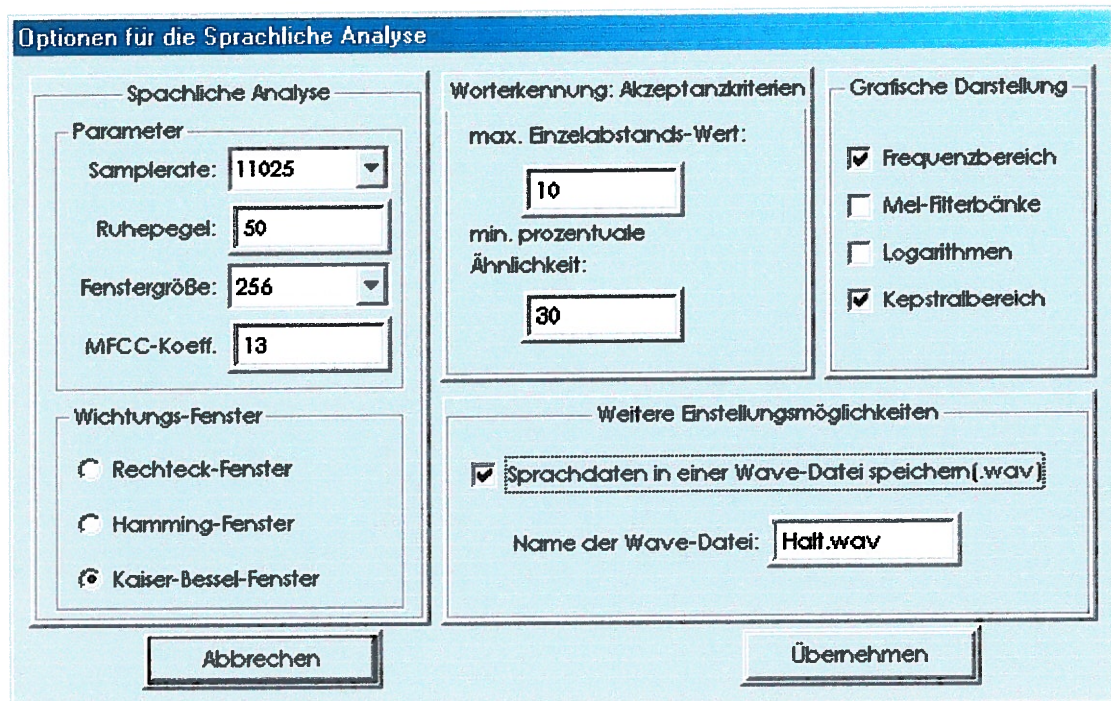 Optionen für die Sprachliche Analyse
Spachliche Analyse
Parameter
Samplerate: 11025
Ruhepegel: 50
Fenstergröße: 256
MFCC-Koeff. 13
Wichtungs-Fenster
Rechteck-Fenster
Hamming-Fenster
Kaiser-Bessel-Fenster
Worterkennung: Akzeptanzkriterien
max. Einzelabstands-Wert:
10
min. prozentuale
Ähnlichkeit:
30
Grafische Darstellung
Frequenzbereich
Mel-Filterbänke
Logarithmen
Kepstralbereich
Weitere Einstellungsmöglichkeiten
Sprachdaten in einer Wave-Datei speichern(.wav)
Name der Wave-Datei: Halt.wav
Abbrechen
Übernehmen